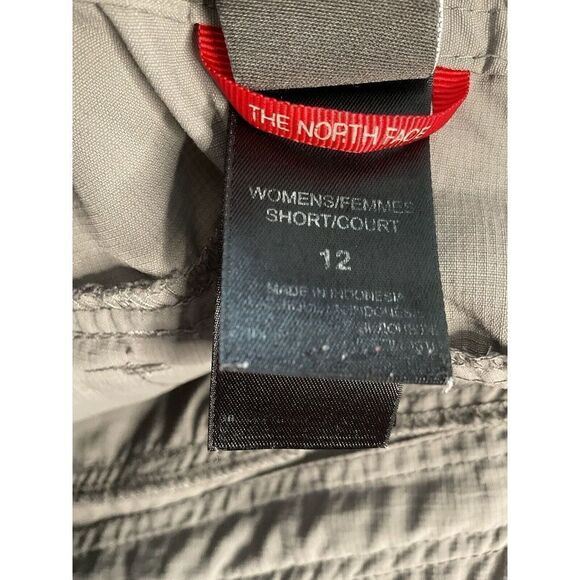 THE NORTH FACE
WOMENS/FEMMES
SHORT/COURT
12
MADE IN INDONESIA